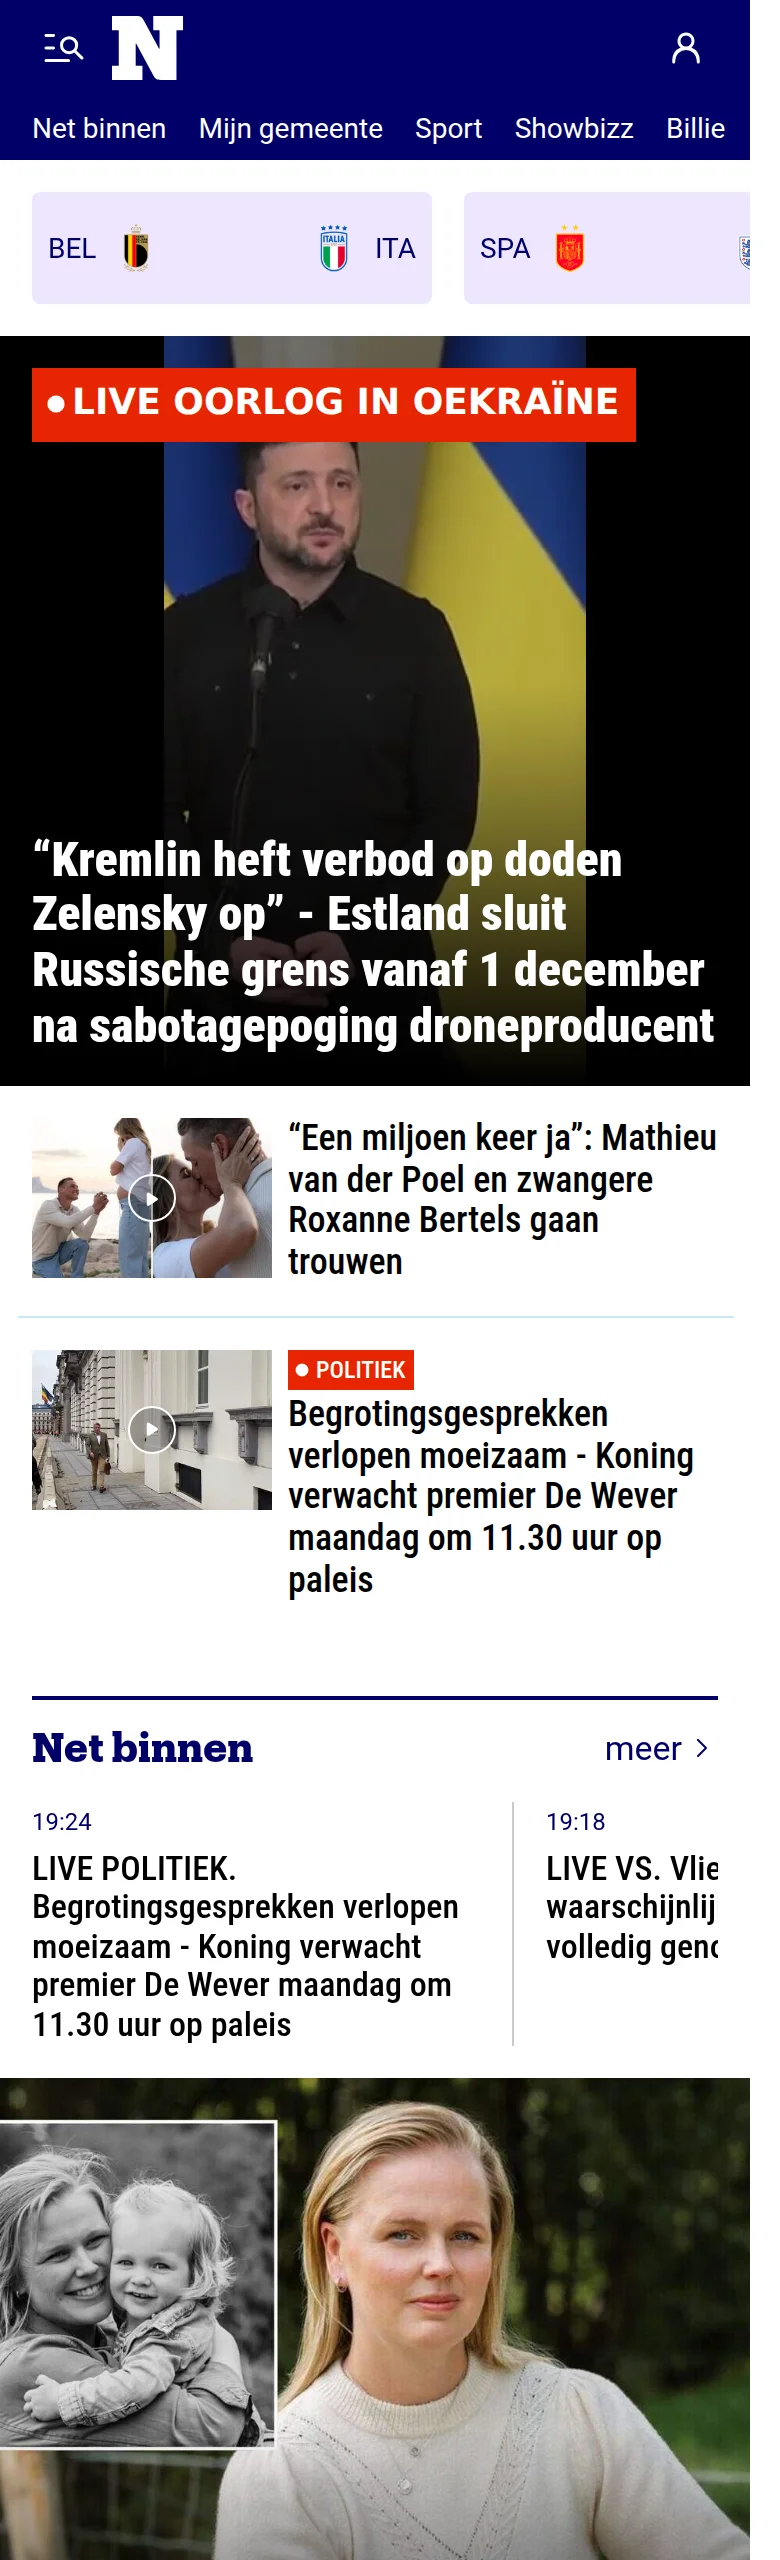 N
Net binnen Mijn gemeente Sport Showbizz Billie
BEL ITALIA ITA SPA
LIVE OORLOG IN OEKRAÏNE
“Kremlin heft verbod op doden
Zelensky op” - Estland sluit
Russische grens vanaf 1 december
na sabotagepoging droneproducent
“Een miljoen keer ja”: Mathieu
van der Poel en zwangere
Roxanne Bertels gaan
trouwen
POLITIEK
Begrotingsgesprekken
verlopen moeizaam - Koning
verwacht premier De Wever
maandag om 11.30 uur op
paleis
Net binnen meer
19:24
LIVE POLITIEK.
Begrotingsgesprekken verlopen
moeizaam - Koning verwacht
premier De Wever maandag om
11.30 uur op paleis
19:18
LIVE VS. Vlie
waarschijnlij
volledig geno